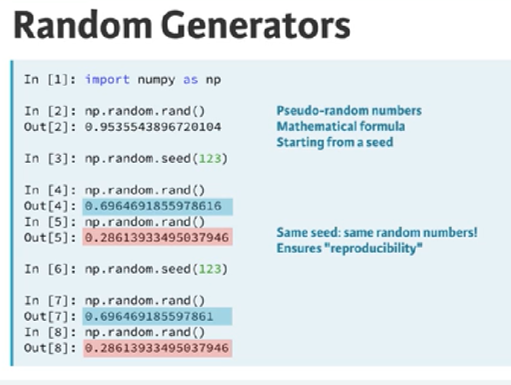 Random Generators
In [1]: import numpy as np
In [2]: np.random.rand()
Out[2]: 0.9535543896720104
Pseudo-random numbers
Mathematical formula
Starting from a seed
In [3]: np.random.seed(123)
In [4]: np.random.rand()
Out[4]: 0.6964691855978616
In [5]: np.random.rand()
Out[5]: 0.28613933495037946
Same seed: same random numbers!
Ensures "reproducibility"
In [6]: np.random.seed(123)
In [7]: np.random.rand()
Out[7]: 0.696469185597861
In [8]: np.random.rand()
Out[8]: 0.28613933495037946